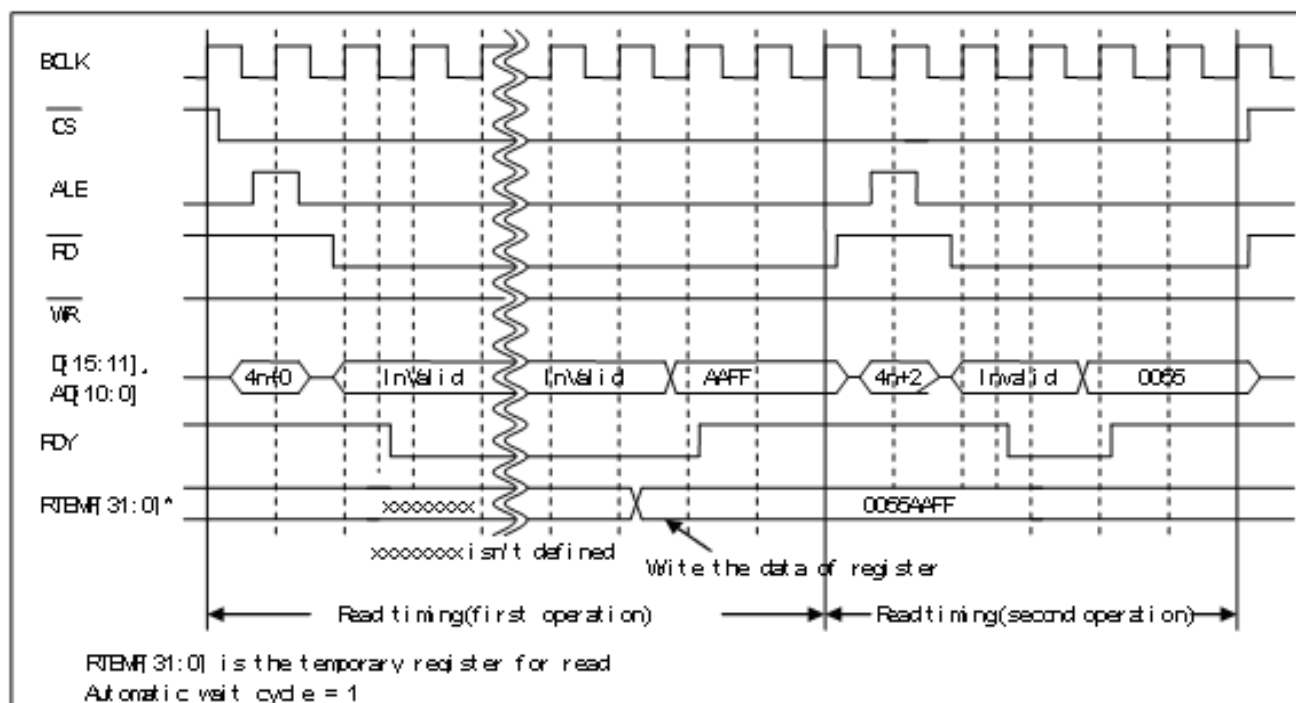 BCLK
CS
ALE
RD
WR
D[15:11],
AD[10:0]
4n+0
InValid
InValid
AAFF
4n+2
Invalid
0055
RDY
RTEMP[31:0]*
xxxxxxxx
0055AAFF
xxxxxxxx isn't defined
Write the data of register
Read timing(first operation)
Read timing(second operation)
RTEMP[31:0] is the temporary register for read
Automatic wait cycle = 1